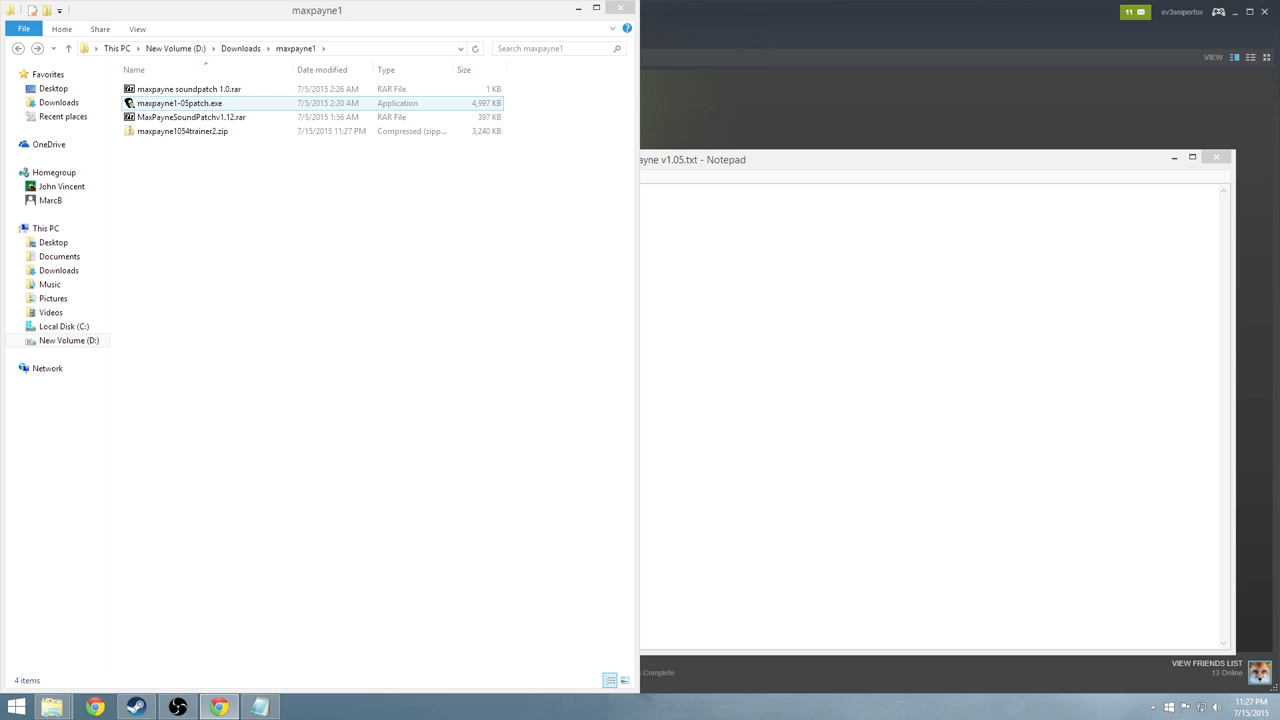 maxpayne1
11
ev3sniperfox
File
Home
Share
View
This PC
New Volume (D:)
Downloads
maxpayne1
Search maxpayne1
VIEW
Name
Date modified
Type
Size
Favorites
Desktop
Downloads
Recent places
OneDrive
Homegroup
John Vincent
MarcB
This PC
Desktop
Documents
Downloads
Music
Pictures
Videos
Local Disk (C:)
New Volume (D:)
Network
maxpayne soundpatch 1.0.rar 7/5/2015 2:26 AM RAR File 1 KB
maxpayne1-05patch.exe 7/5/2015 2:20 AM Application 4,997 KB
MaxPayneSoundPatchv1.12.rar 7/5/2015 1:56 AM RAR File 397 KB
maxpayne1054trainer2.zip 7/15/2015 11:27 PM Compressed (zipp... 3,240 KB
ayne v1.05.txt - Notepad
4 items
Complete
VIEW FRIENDS LIST
13 Online
11:27 PM
7/15/2015